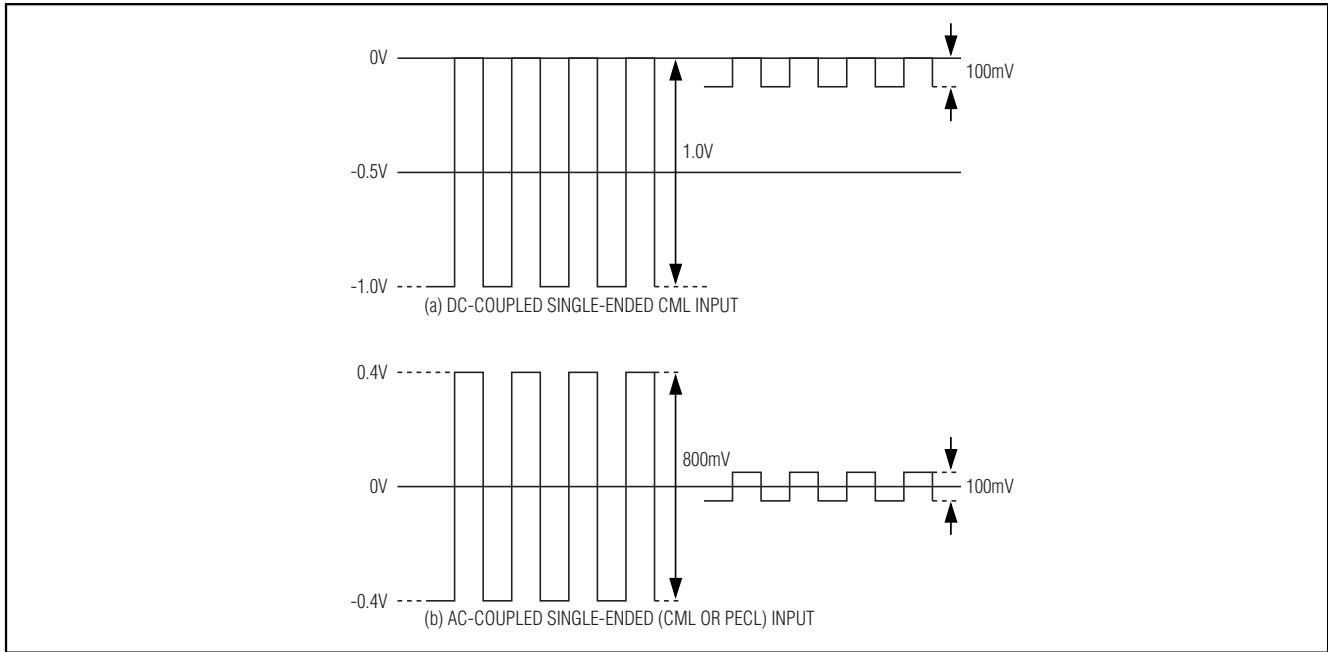 0V
100mV
1.0V
-0.5V
-1.0V
(a) DC-COUPLED SINGLE-ENDED CML INPUT
0.4V
800mV
0V
100mV
-0.4V
(b) AC-COUPLED SINGLE-ENDED (CML OR PECL) INPUT